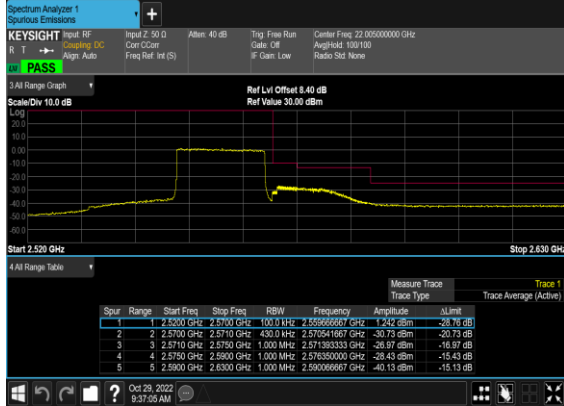 Spectrum Analyzer 1
Spurious Emissions
+
KEYSIGHT Input: RF Input Z: 50 Ω Atten: 40 dB Trig: Free Run Center Freq: 22.005000000 GHz
R T Coupling: DC Corr CCorr Gate: Off Avg|Hold: 100/100
Align: Auto Freq Ref: Int (S) IF Gain: Low Radio Std: None
PASS
3 All Range Graph
Ref Lvl Offset 8.40 dB
Scale/Div 10.0 dB Ref Value 30.00 dBm
Log
20.0
10.0
0.00
-10.0
-20.0
-30.0
-40.0
-50.0
-60.0
Start 2.520 GHz Stop 2.630 GHz
4 All Range Table
Measure Trace Trace 1
Trace Type Trace Average (Active)
Spur Range Start Freq Stop Freq RBW Frequency Amplitude ΔLimit
1 1 2.5200 GHz 2.5700 GHz 100.0 kHz 2.559666667 GHz 1.242 dBm -28.76 dB
2 2 2.5700 GHz 2.5710 GHz 430.0 kHz 2.570541667 GHz -30.73 dBm -20.73 dB
3 3 2.5710 GHz 2.5750 GHz 1.000 MHz 2.571393333 GHz -26.97 dBm -16.97 dB
4 4 2.5750 GHz 2.5900 GHz 1.000 MHz 2.576350000 GHz -28.43 dBm -15.43 dB
5 5 2.5900 GHz 2.6300 GHz 1.000 MHz 2.590066667 GHz -40.13 dBm -15.13 dB
? Oct 29, 2022
9:37:05 AM